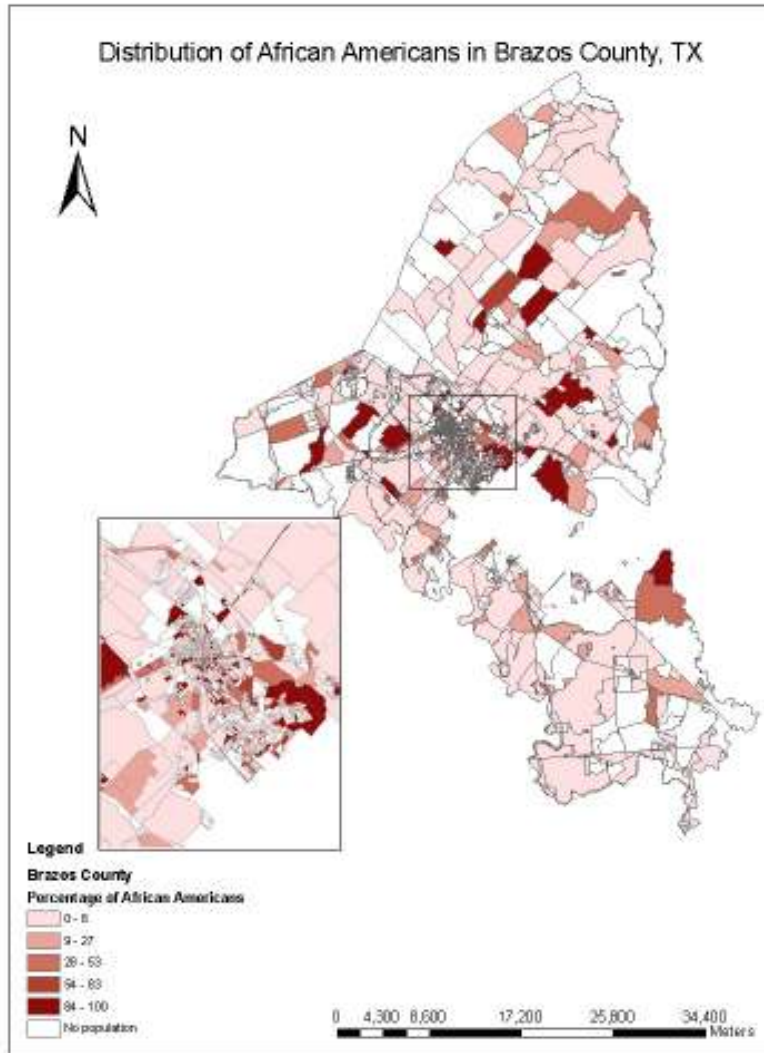 Distribution of African Americans in Brazos County, TX
N
Legend
Brazos County
Percentage of African Americans
0 - 8
9 - 27
28 - 53
54 - 83
84 - 100
No population
0 4,300 8,600 17,200 25,800 34,400
Meters